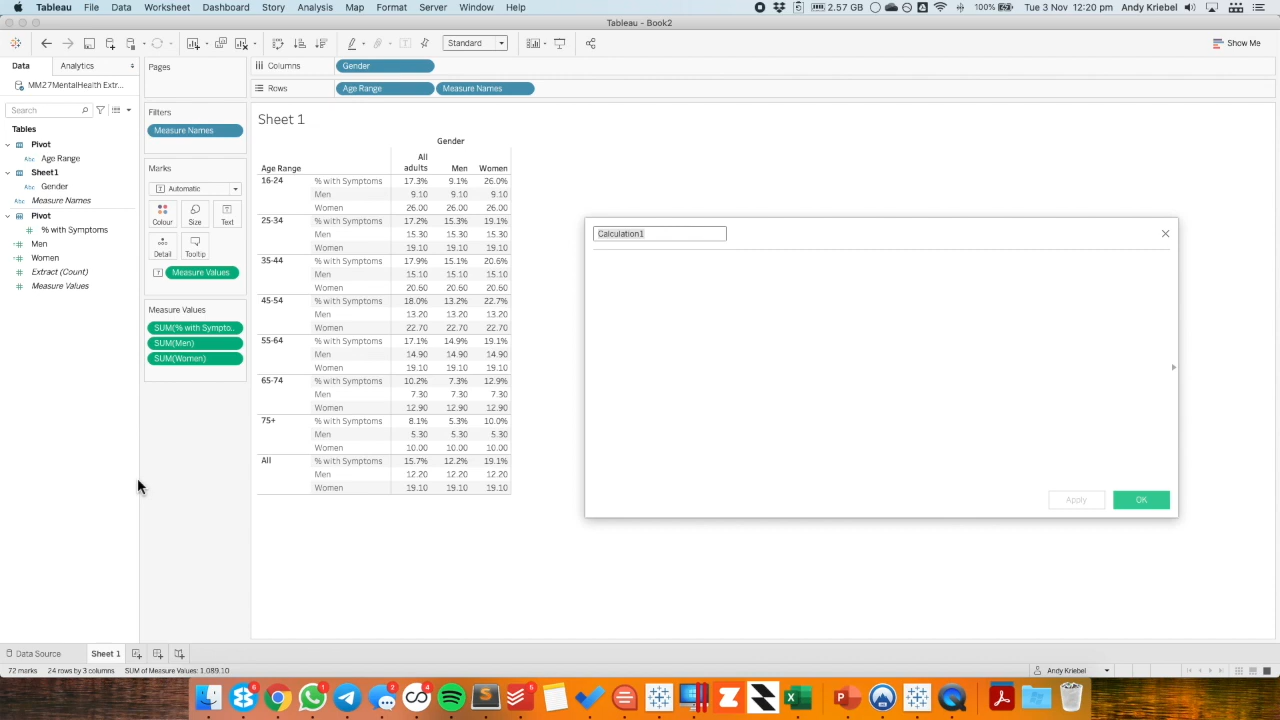 Tableau File Data Worksheet Dashboard Story Analysis Map Format Server Window Help 2.57 GB 100% Tue 3 Nov 12:20 pm Andy Kriebel
Tableau - Book2
Standard Show Me
Data Analytics Pages Columns Gender
MM27MentalHealth Extr... Rows Age Range Measure Names
Search Filters
Tables Measure Names Sheet 1
Pivot
Abc Age Range
Sheet1
Abc Gender
Abc Measure Names
Pivot
% with Symptoms
Men
Women
Extract (Count)
Measure Values
Marks
Automatic
Colour Size Text
Detail Tooltip
Measure Values
Measure Values
SUM(% with Sympto..
SUM(Men)
SUM(Women)
Gender
Age Range All adults Men Women
16-24 % with Symptoms 17.3% 9.1% 26.0%
Men 9.10 9.10 9.10
Women 26.00 26.00 26.00
25-34 % with Symptoms 17.2% 15.3% 19.1%
Men 15.30 15.30 15.30
Women 19.10 19.10 19.10
35-44 % with Symptoms 17.9% 15.1% 20.6%
Men 15.10 15.10 15.10
Women 20.60 20.60 20.60
45-54 % with Symptoms 18.0% 13.2% 22.7%
Men 13.20 13.20 13.20
Women 22.70 22.70 22.70
55-64 % with Symptoms 17.1% 14.9% 19.1%
Men 14.90 14.90 14.90
Women 19.10 19.10 19.10
65-74 % with Symptoms 10.2% 7.3% 12.9%
Men 7.30 7.30 7.30
Women 12.90 12.90 12.90
75+ % with Symptoms 8.1% 5.3% 10.0%
Men 5.30 5.30 5.30
Women 10.00 10.00 10.00
All % with Symptoms 15.7% 12.2% 19.1%
Men 12.20 12.20 12.20
Women 19.10 19.10 19.10
Calculation1
Apply OK
Data Source Sheet 1
72 marks 24 rows by 3 columns SUM of Measure Values: 1,089.10 Andy Kriebel